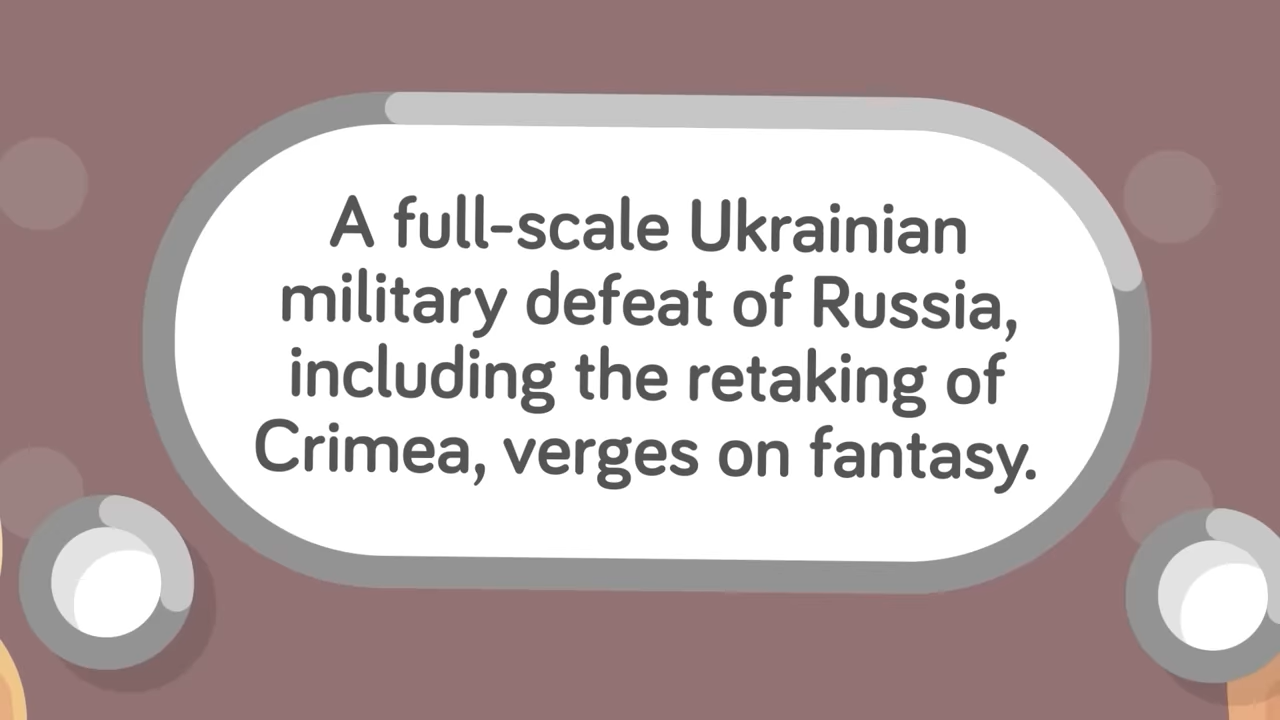 A full-scale Ukrainian
military defeat of Russia,
including the retaking of
Crimea, verges on fantasy.